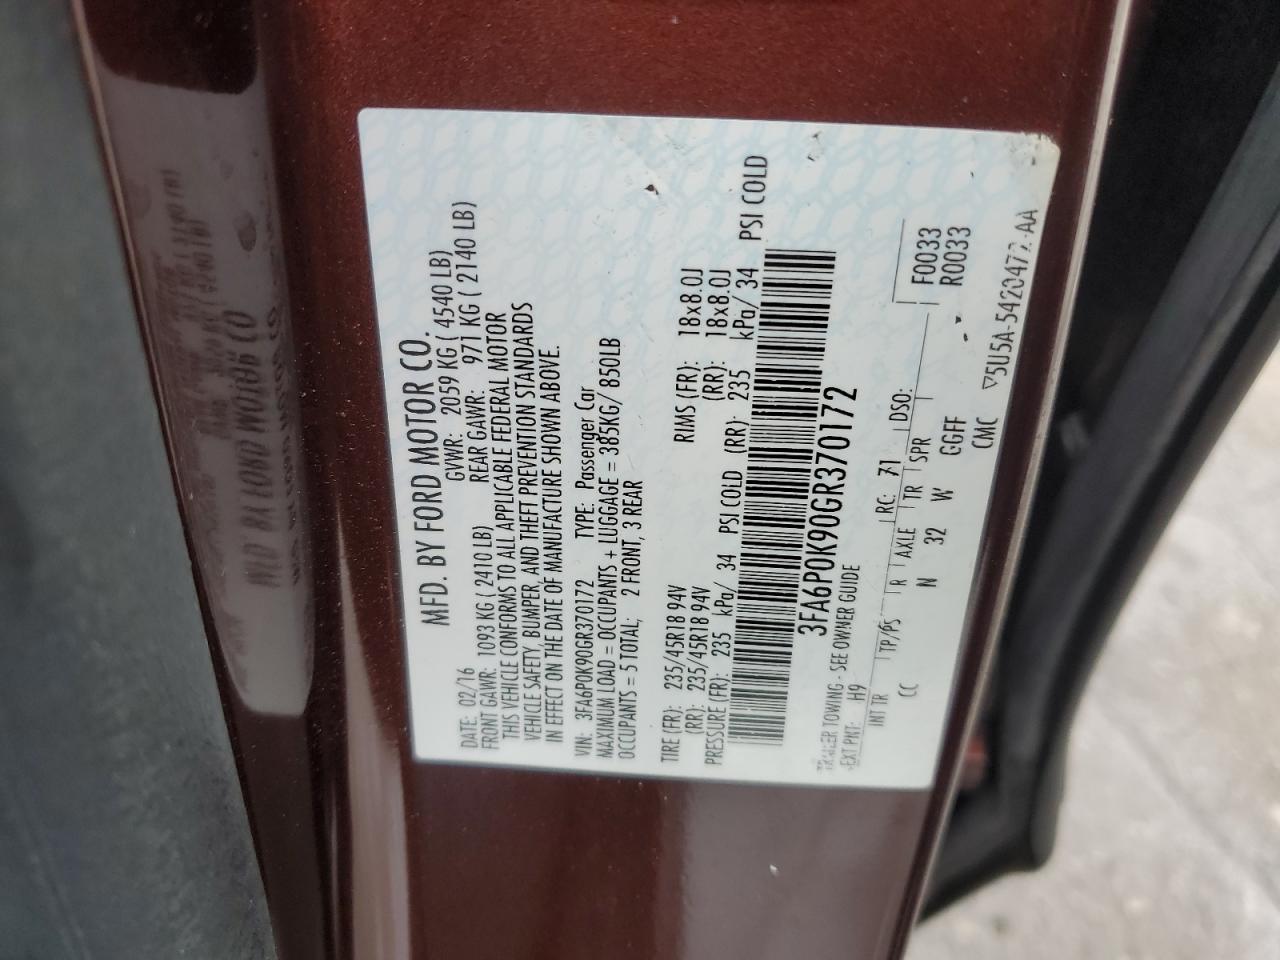 MFD. BY FORD MOTOR CO.
DATE: 02/16 GVWR: 2059 KG ( 4540 LB)
FRONT GAWR: 1093 KG ( 2410 LB) REAR GAWR: 971 KG ( 2140 LB)
THIS VEHICLE CONFORMS TO ALL APPLICABLE FEDERAL MOTOR
VEHICLE SAFETY, BUMPER, AND THEFT PREVENTION STANDARDS
IN EFFECT ON THE DATE OF MANUFACTURE SHOWN ABOVE.
VIN: 3FA6P0K90GR370172 TYPE: Passenger Car
MAXIMUM LOAD = OCCUPANTS + LUGGAGE = 385KG/ 850LB
OCCUPANTS = 5 TOTAL; 2 FRONT, 3 REAR
TIRE (FR): 235/45R18 94V RIMS (FR): 18x8.0J
(RR): 235/45R18 94V (RR): 18x8.0J
PRESSURE (FR): 235 kPa/ 34 PSI COLD (RR): 235 kPa/ 34 PSI COLD
3FA6P0K90GR370172
TRAILER TOWING - SEE OWNER GUIDE
EXT PNT: H9 RC: 71 DSO:
INT TR TP/PS R AXLE TR SPR F0033
CC N 32 W GGFF R0033
CMC
▽5U5A-5420472-AA